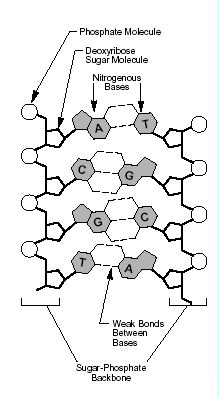 Phosphate Molecule
Deoxyribose
Sugar Molecule
Nitrogenous
Bases
A T
C G
G C
T A
Weak Bonds
Between
Bases
Sugar-Phosphate
Backbone